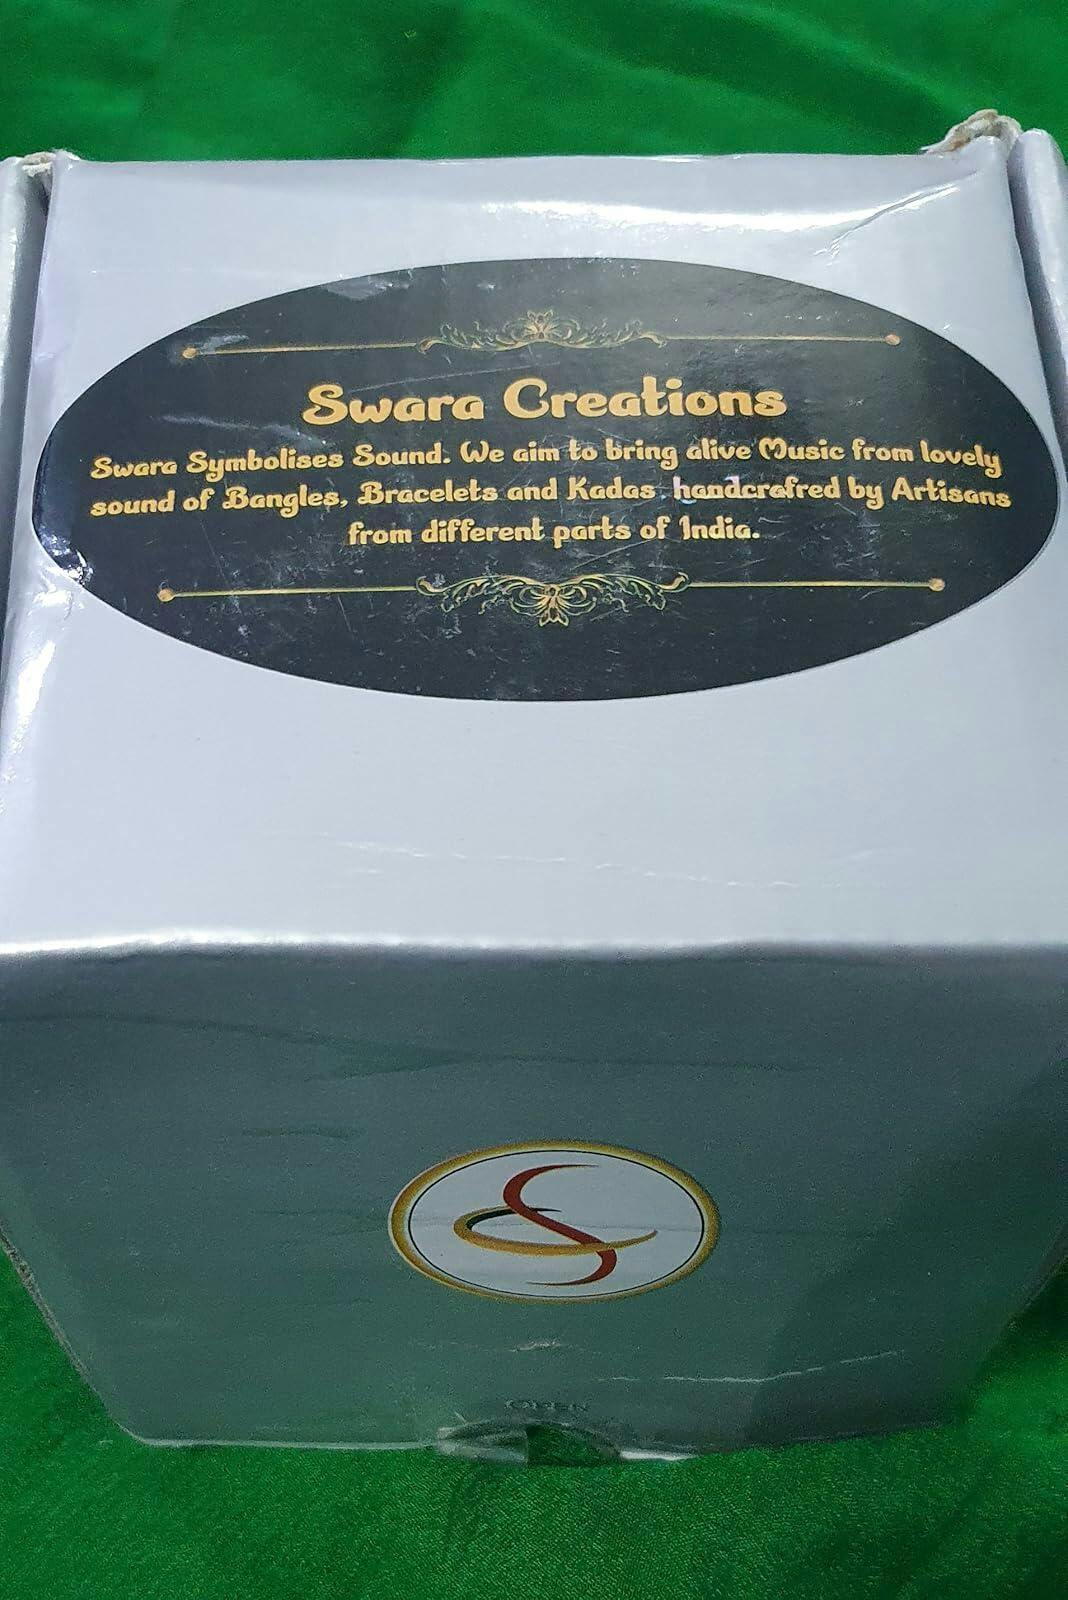 Swara Creations
Swara Symbolises Sound. We aim to bring alive Music from lovely
sound of Bangles, Bracelets and Kadas, handcrafred by Artisans
from different parts of India.
OPEN